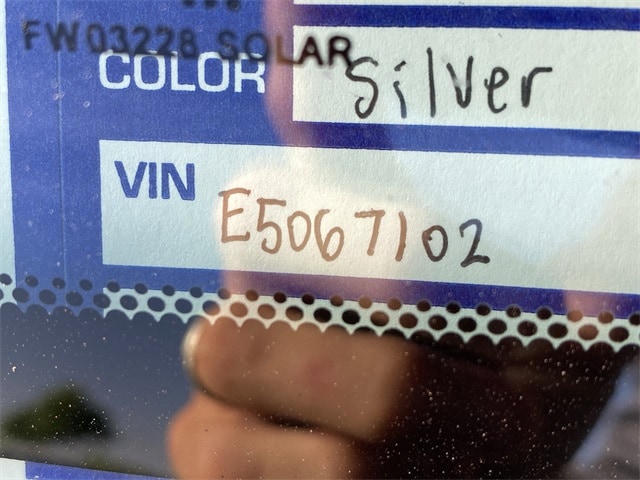 FW03228 SOLAR
COLOR Silver
VIN E5067102